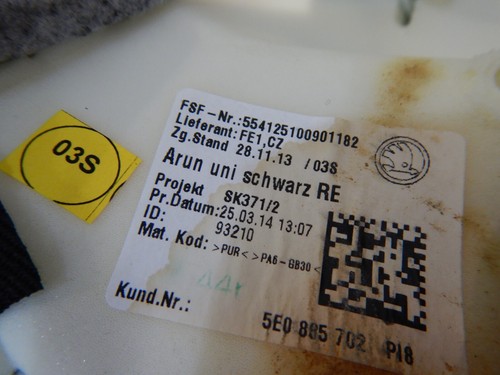 03S
FSF-Nr.:554125100901182
Lieferant:FE1,CZ
Zg.Stand 28.11.13 /03S
Arun uni schwarz RE
Projekt SK371/2
Pr.Datum:25.03.14 13:07
ID: 93210
Mat. Kod: >PUR<>PA6-GB30<
Kund.Nr.:
5E0 885 702 P18